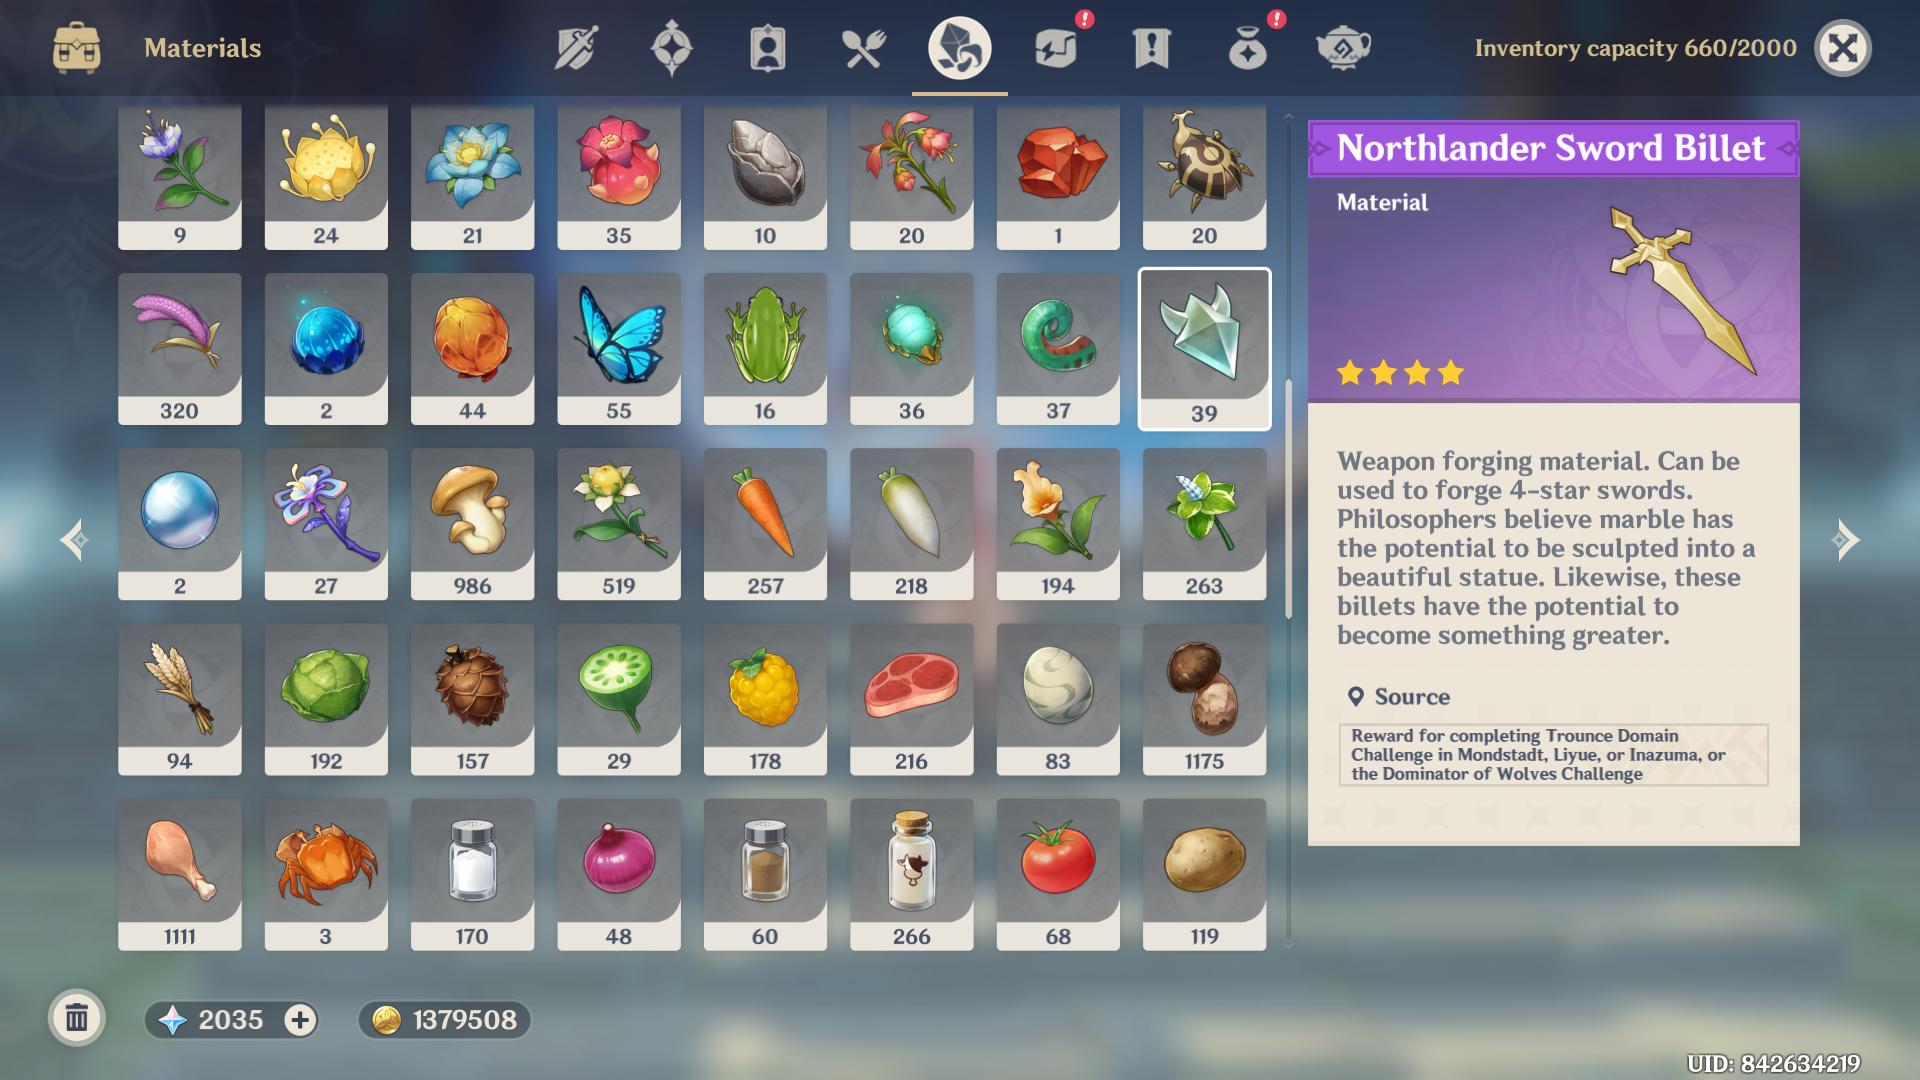 Materials
Inventory capacity 660/2000
9
24
21
35
10
20
1
20
320
2
44
55
16
36
37
39
2
27
986
519
257
218
194
263
94
192
157
29
178
216
83
1175
1111
3
170
48
60
266
68
119
Northlander Sword Billet
Material
Weapon forging material. Can be
used to forge 4-star swords.
Philosophers believe marble has
the potential to be sculpted into a
beautiful statue. Likewise, these
billets have the potential to
become something greater.
Source
Reward for completing Trounce Domain
Challenge in Mondstadt, Liyue, or Inazuma, or
the Dominator of Wolves Challenge
2035
1379508
UID: 842634219